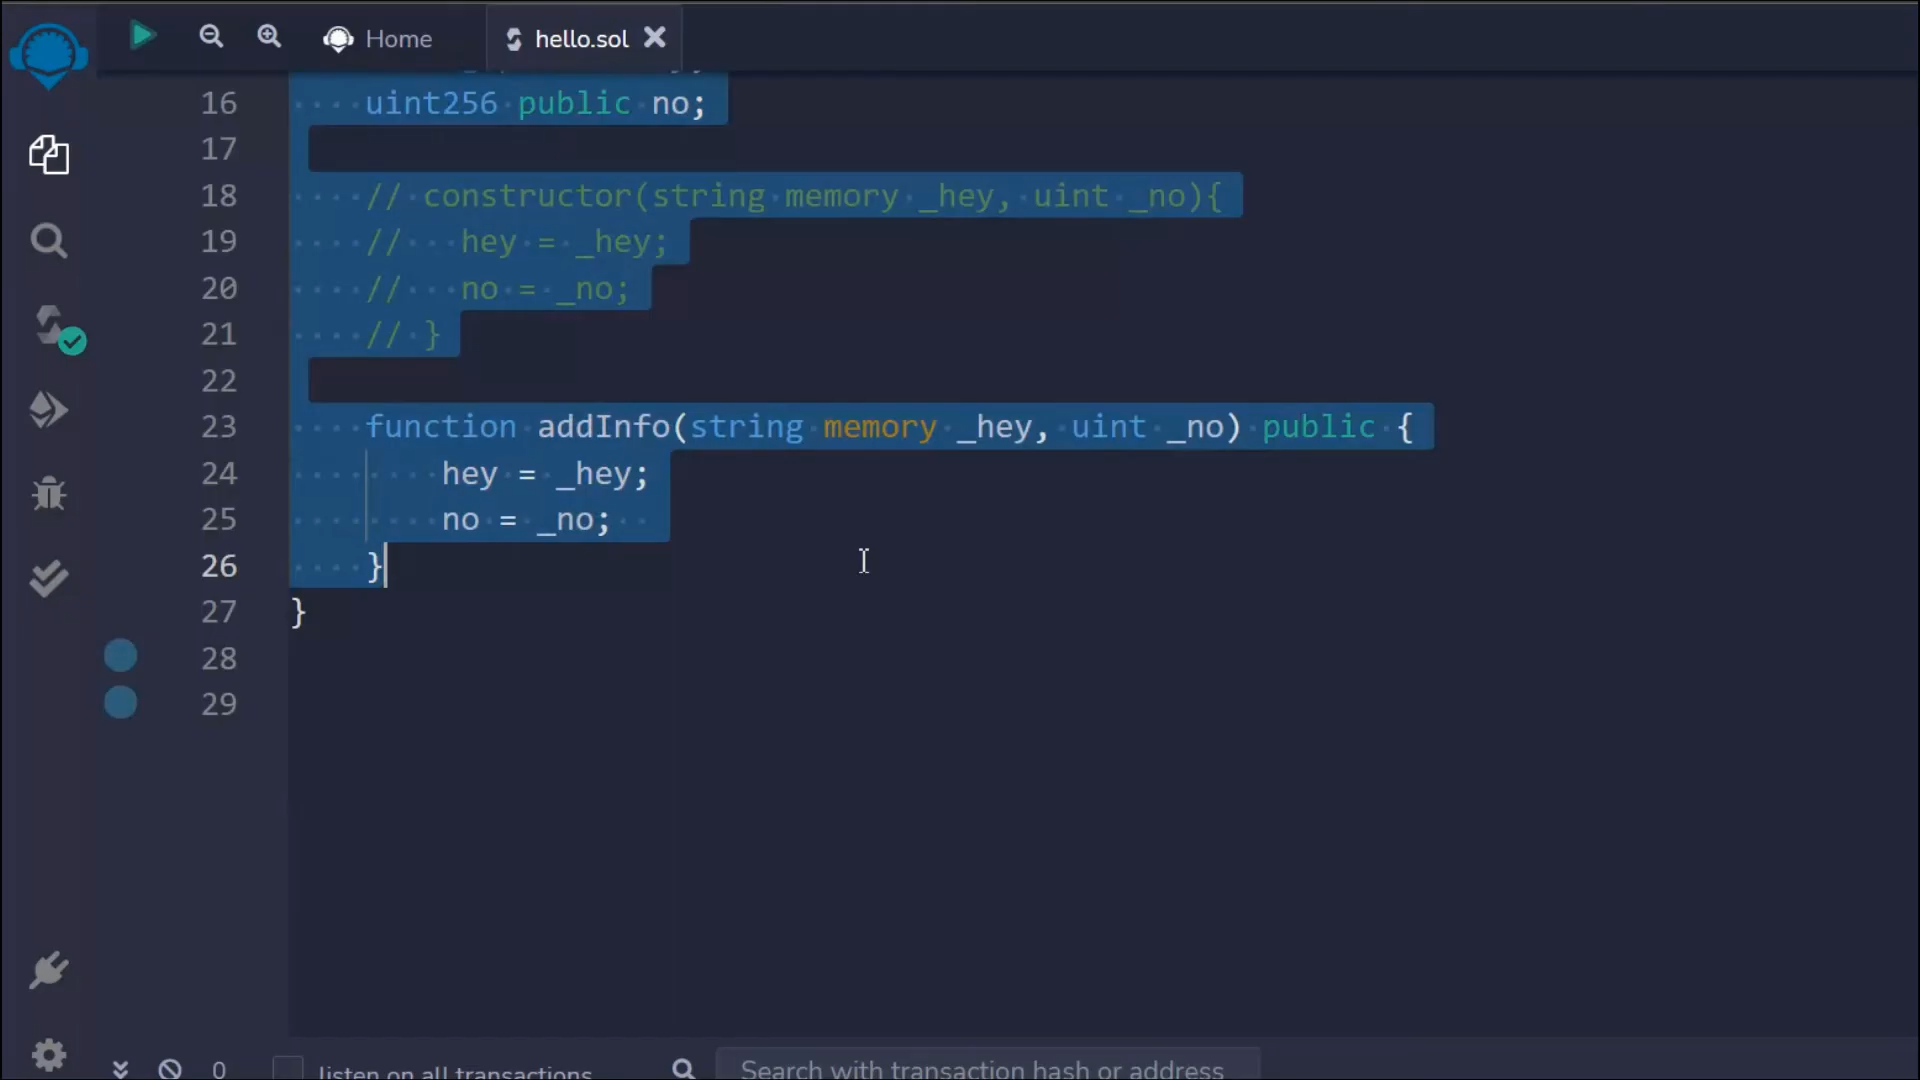 Home
hello.sol
16 uint256 public no;
17
18 // constructor(string memory _hey, uint _no){
19 // hey = _hey;
20 // no = _no;
21 // }
22
23 function addInfo(string memory _hey, uint _no) public {
24 hey = _hey;
25 no = _no;
26 }
27 }
28
29
0 listen on all transactions Search with transaction hash or address